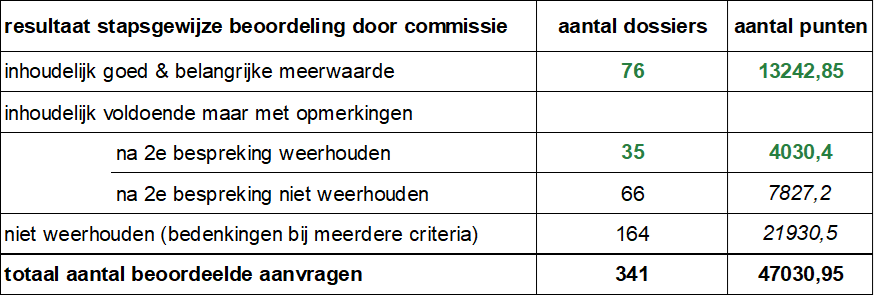 resultaat stapsgewijze beoordeling door commissie aantal dossiers aantal punten
inhoudelijk goed & belangrijke meerwaarde 76 13242,85
inhoudelijk voldoende maar met opmerkingen
na 2e bespreking weerhouden 35 4030,4
na 2e bespreking niet weerhouden 66 7827,2
niet weerhouden (bedenkingen bij meerdere criteria) 164 21930,5
totaal aantal beoordeelde aanvragen 341 47030,95